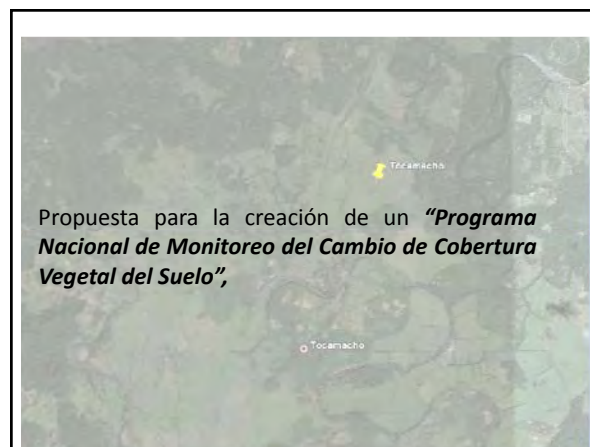 Tocamacho
Propuesta para la creación de un “Programa
Nacional de Monitoreo del Cambio de Cobertura
Vegetal del Suelo”,
Tocamacho